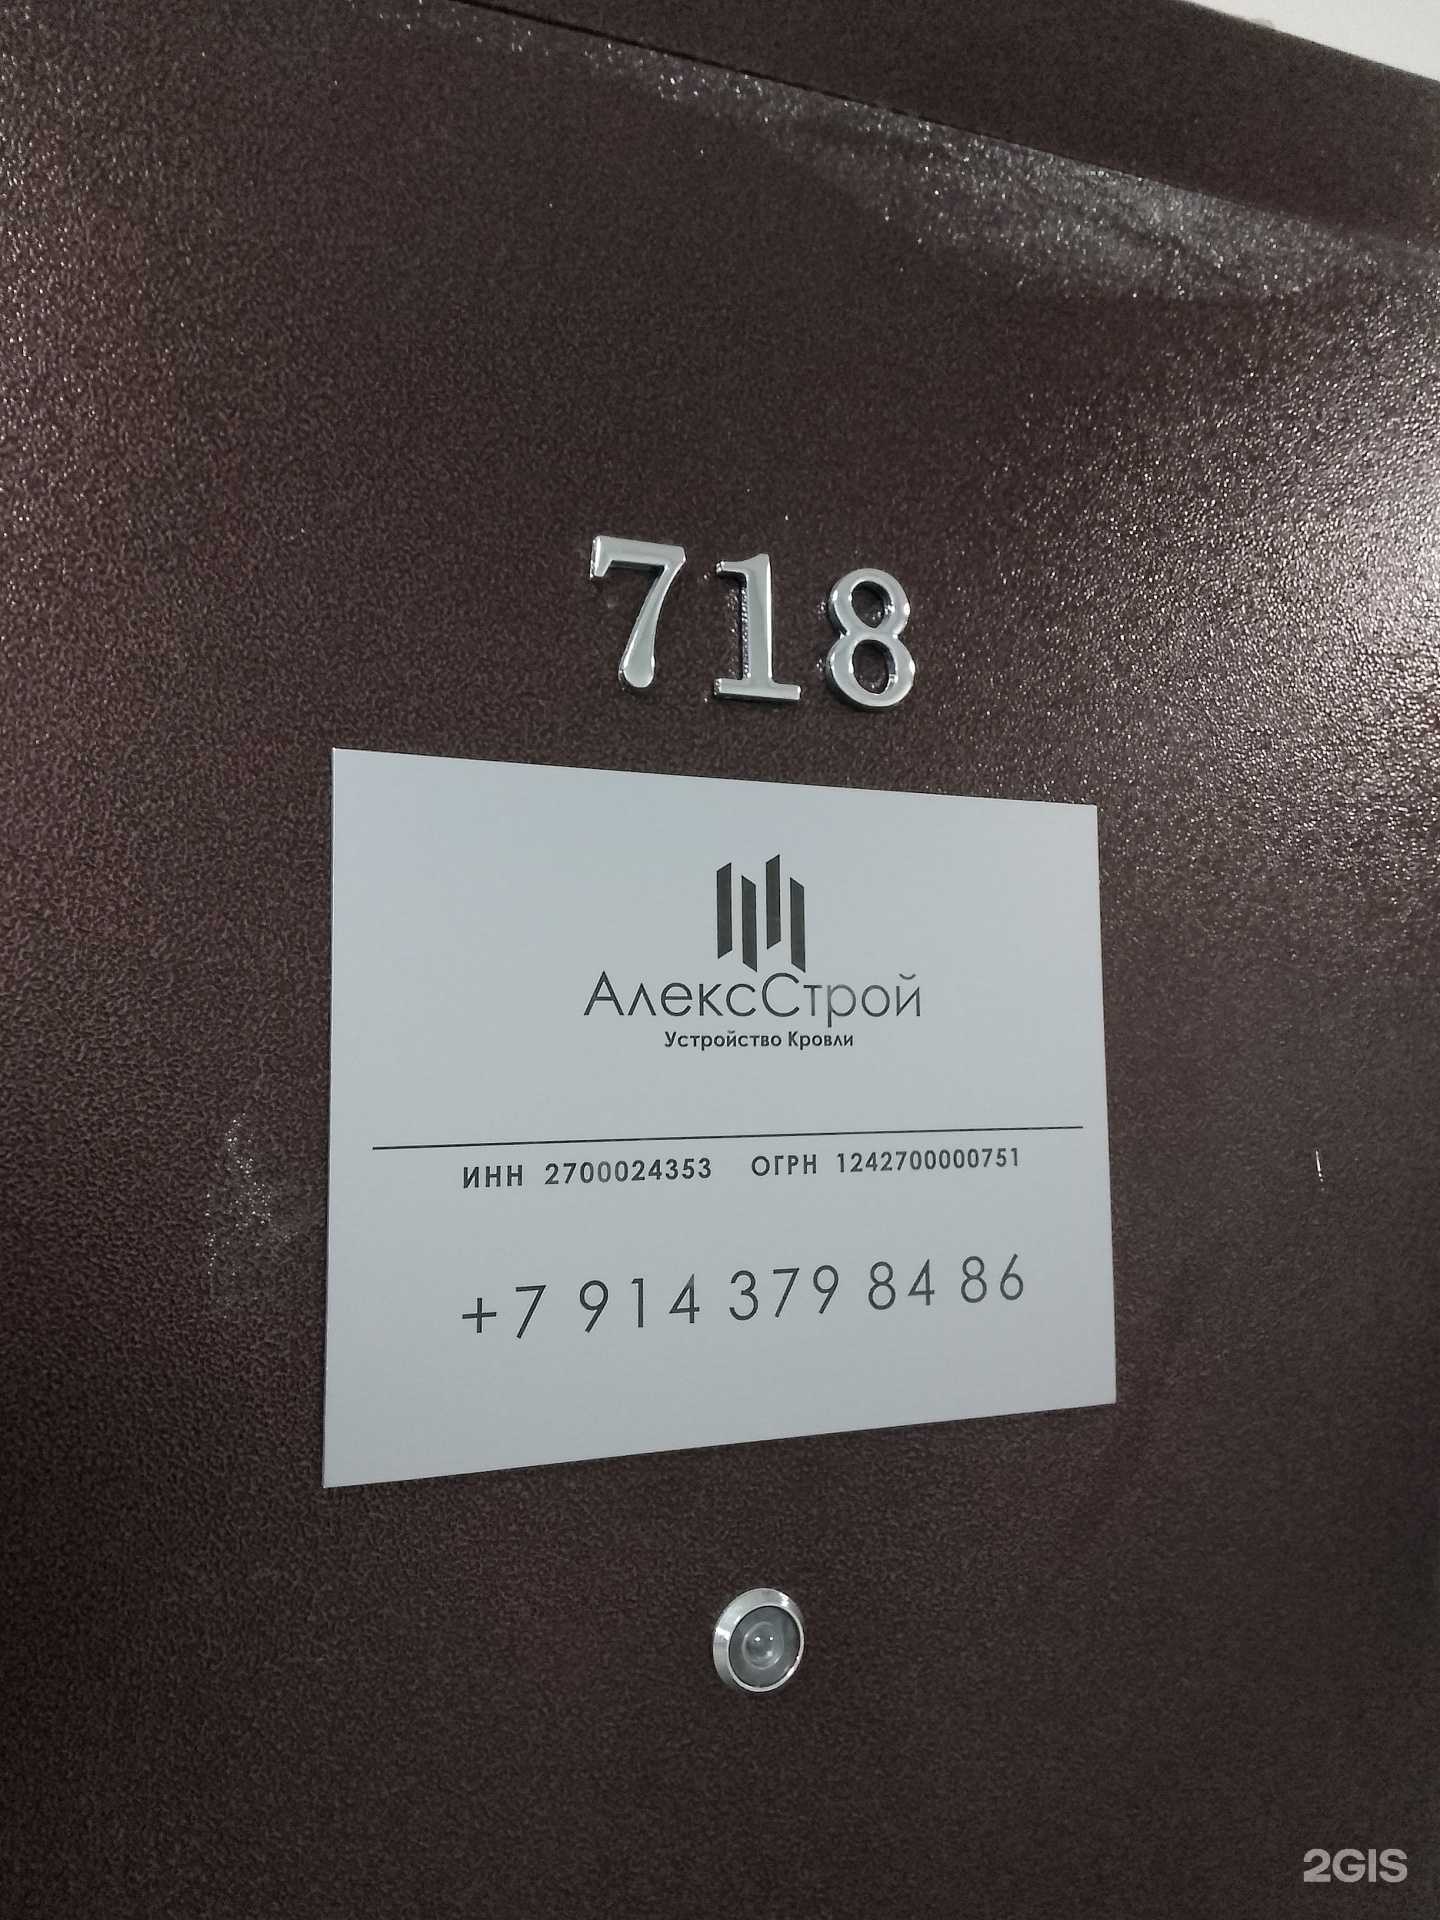 718
АлексСтрой
Устройство Кровли
ИНН 2700024353 ОГРН 1242700000751
+7 914 379 84 86
2GIS